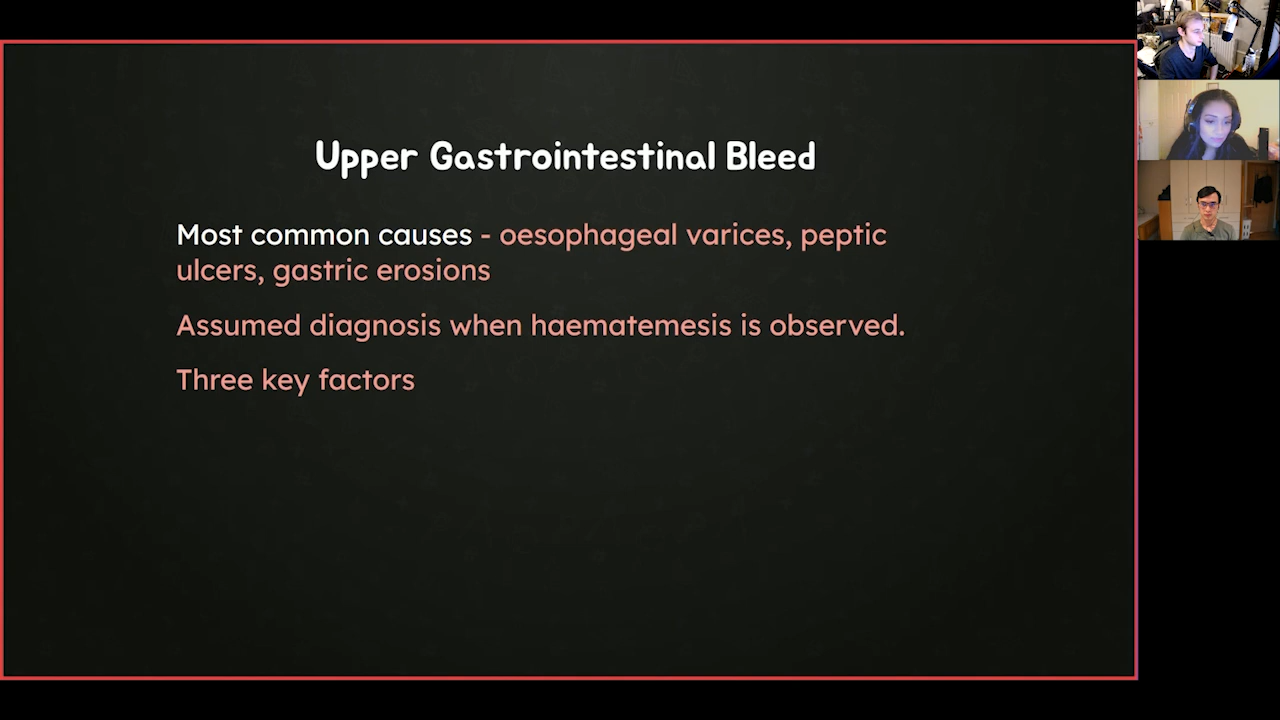 Upper Gastrointestinal Bleed
Most common causes - oesophageal varices, peptic
ulcers, gastric erosions
Assumed diagnosis when haematemesis is observed.
Three key factors